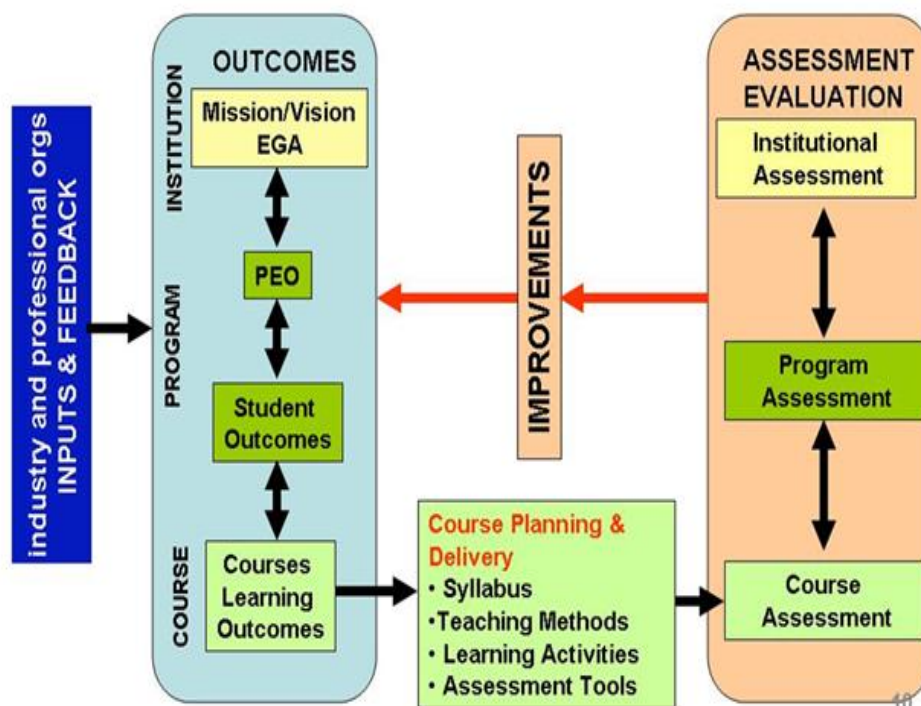 industry and professional orgs
INPUTS & FEEDBACK
OUTCOMES
INSTITUTION
Mission/Vision
EGA
PROGRAM
PEO
Student
Outcomes
COURSE
Courses
Learning
Outcomes
Course Planning &
Delivery
• Syllabus
•Teaching Methods
• Learning Activities
• Assessment Tools
IMPROVEMENTS
ASSESSMENT
EVALUATION
Institutional
Assessment
Program
Assessment
Course
Assessment